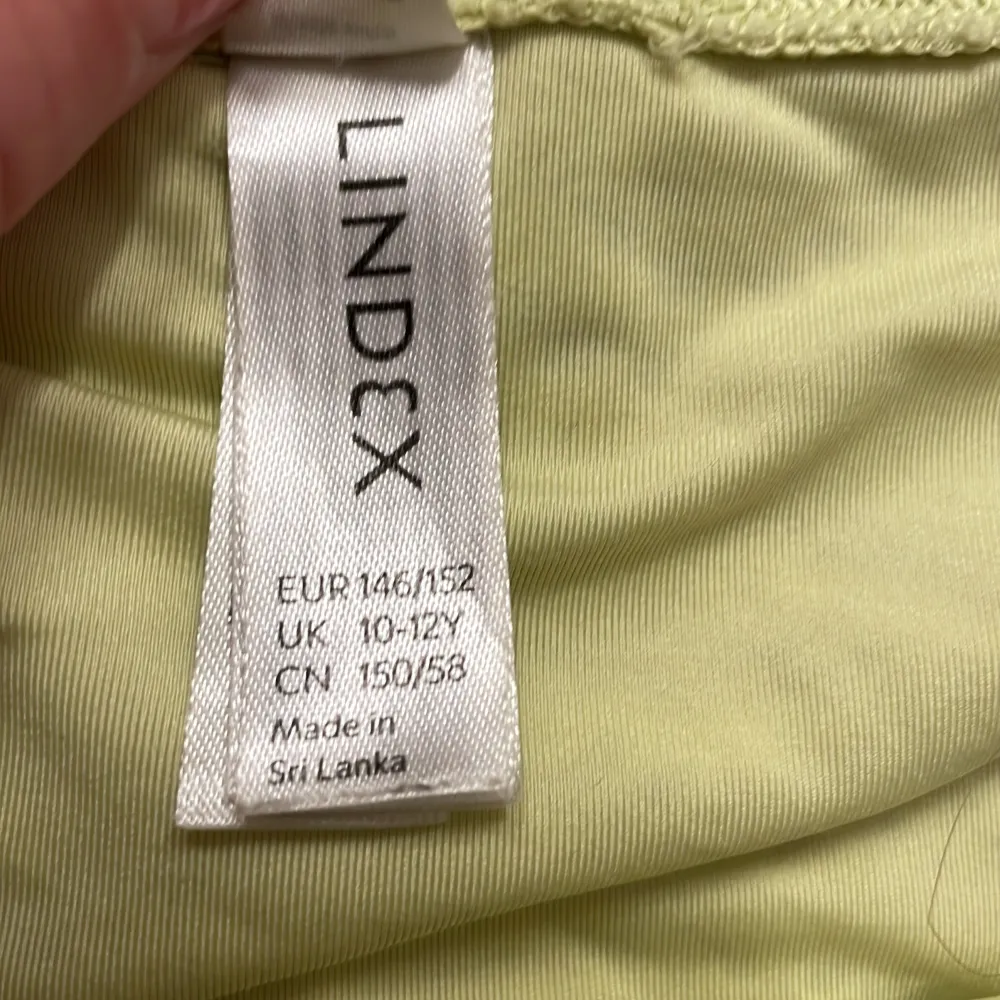 LINDEX
EUR 146/152
UK 10-12Y
CN 150/58
Made in
Sri Lanka